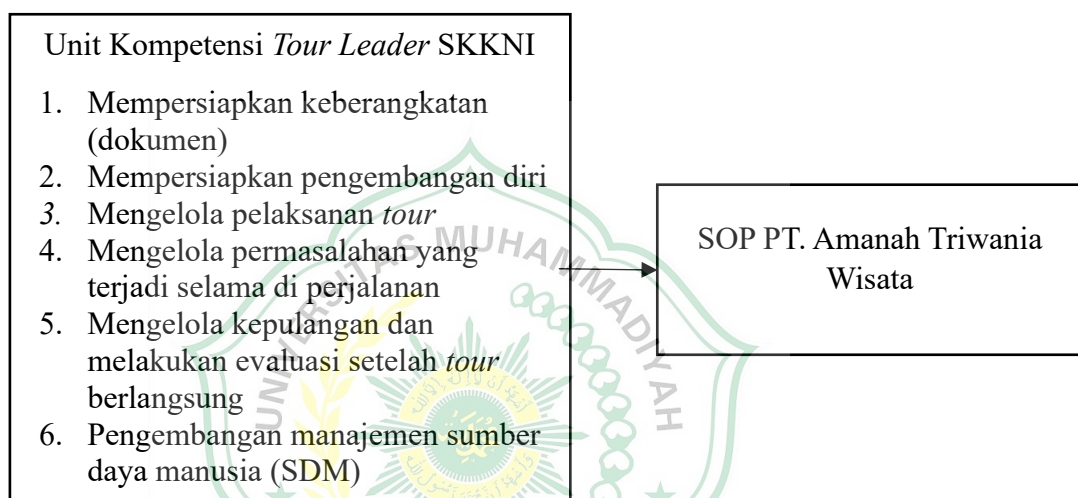 Unit Kompetensi Tour Leader SKKNI
1. Mempersiapkan keberangkatan
(dokumen)
2. Mempersiapkan pengembangan diri
3. Mengelola pelaksanan tour
4. Mengelola permasalahan yang
terjadi selama di perjalanan
5. Mengelola kepulangan dan
melakukan evaluasi setelah tour
berlangsung
6. Pengembangan manajemen sumber
daya manusia (SDM)
SOP PT. Amanah Triwania
Wisata
UNIVERSITAS MUHAMMADIYAH